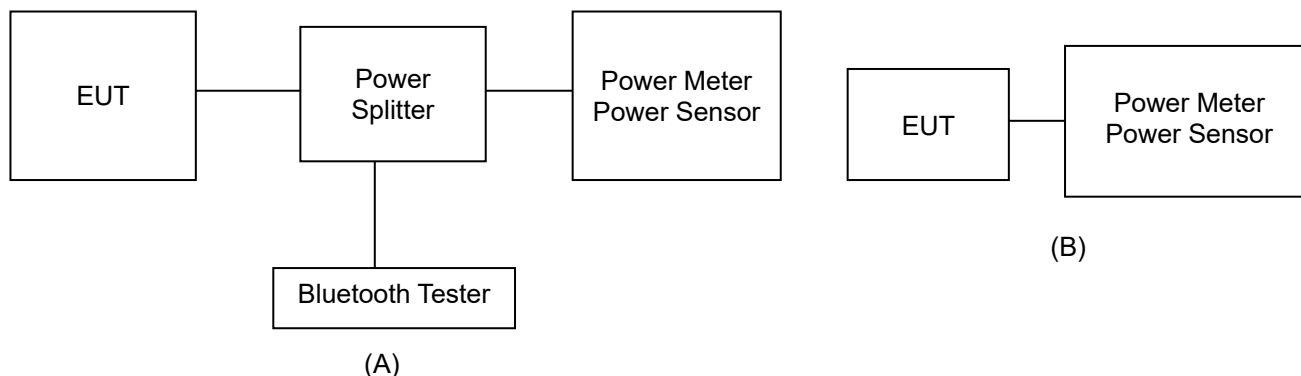 EUT
Power
Splitter
Power Meter
Power Sensor
Bluetooth Tester
(A)
EUT
Power Meter
Power Sensor
(B)